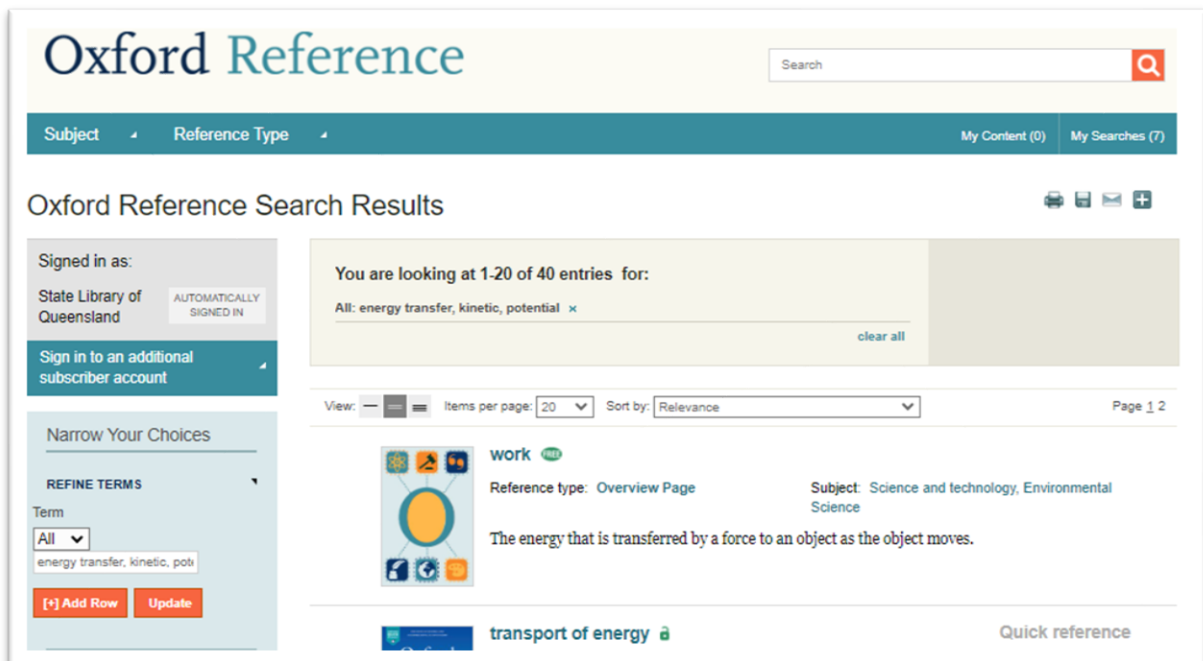 Oxford Reference
Search
Subject Reference Type My Content (0) My Searches (7)
Oxford Reference Search Results
Signed in as:
State Library of Queensland
AUTOMATICALLY SIGNED IN
Sign in to an additional
subscriber account
Narrow Your Choices
REFINE TERMS
Term
All
energy transfer, kinetic, pote
[+] Add Row Update
You are looking at 1-20 of 40 entries for:
All: energy transfer, kinetic, potential ×
clear all
View: Items per page: 20 Sort by: Relevance Page 1 2
work FREE
Reference type: Overview Page
Subject: Science and technology, Environmental
Science
The energy that is transferred by a force to an object as the object moves.
transport of energy
Quick reference